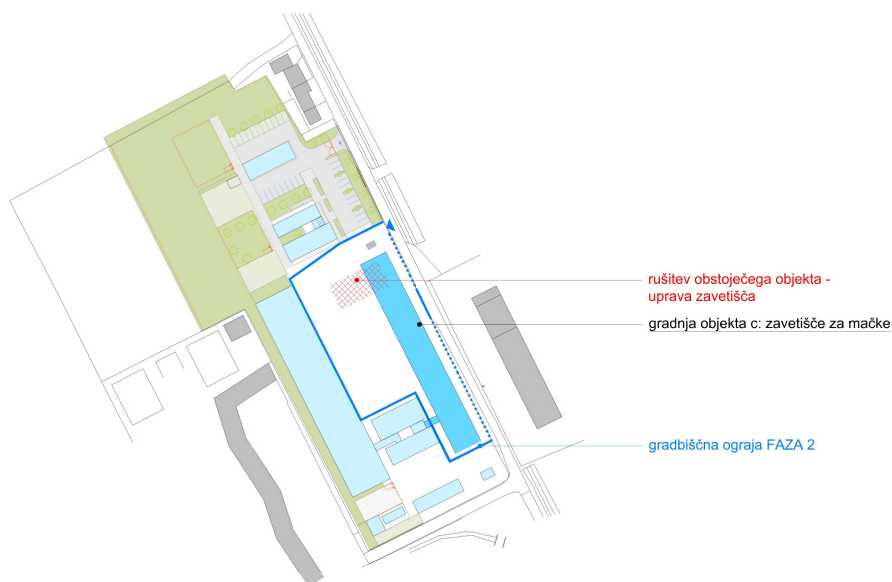 rušitev obstoječega objekta -
uprava zavetišča
gradnja objekta c: zavetišče za mačke
gradbiščna ograja FAZA 2